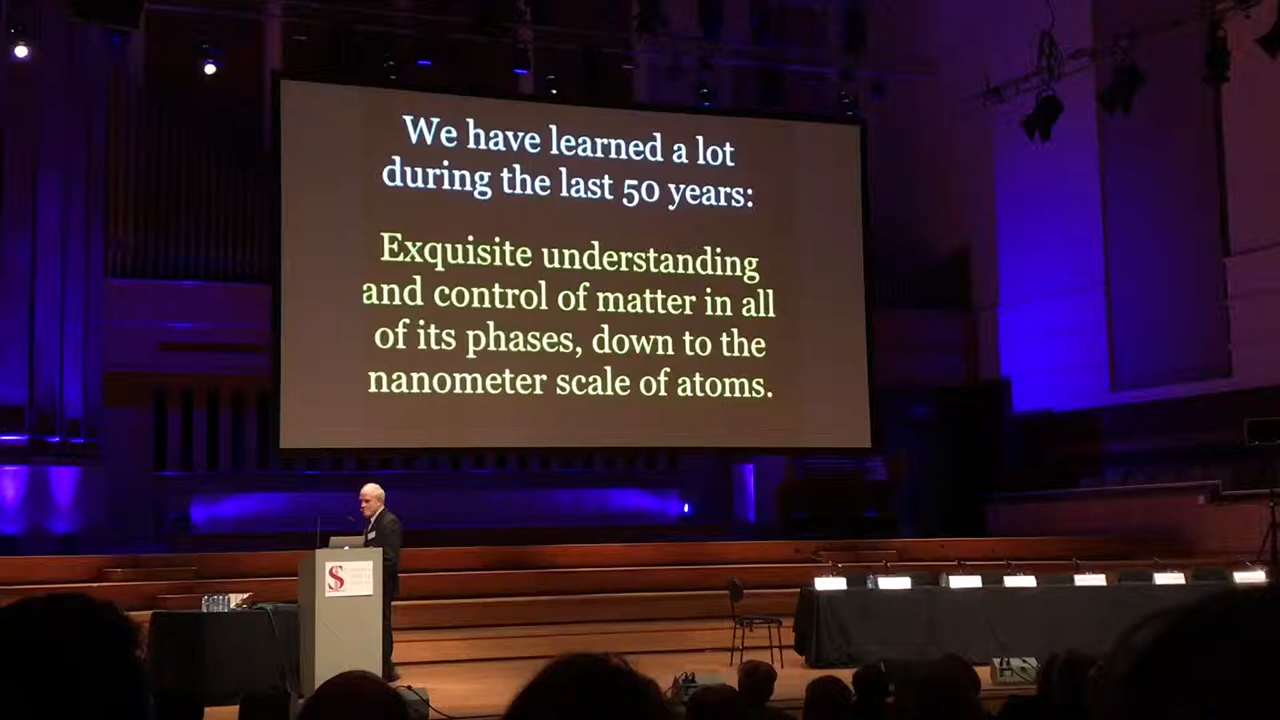 We have learned a lot
during the last 50 years:
Exquisite understanding
and control of matter in all
of its phases, down to the
nanometer scale of atoms.